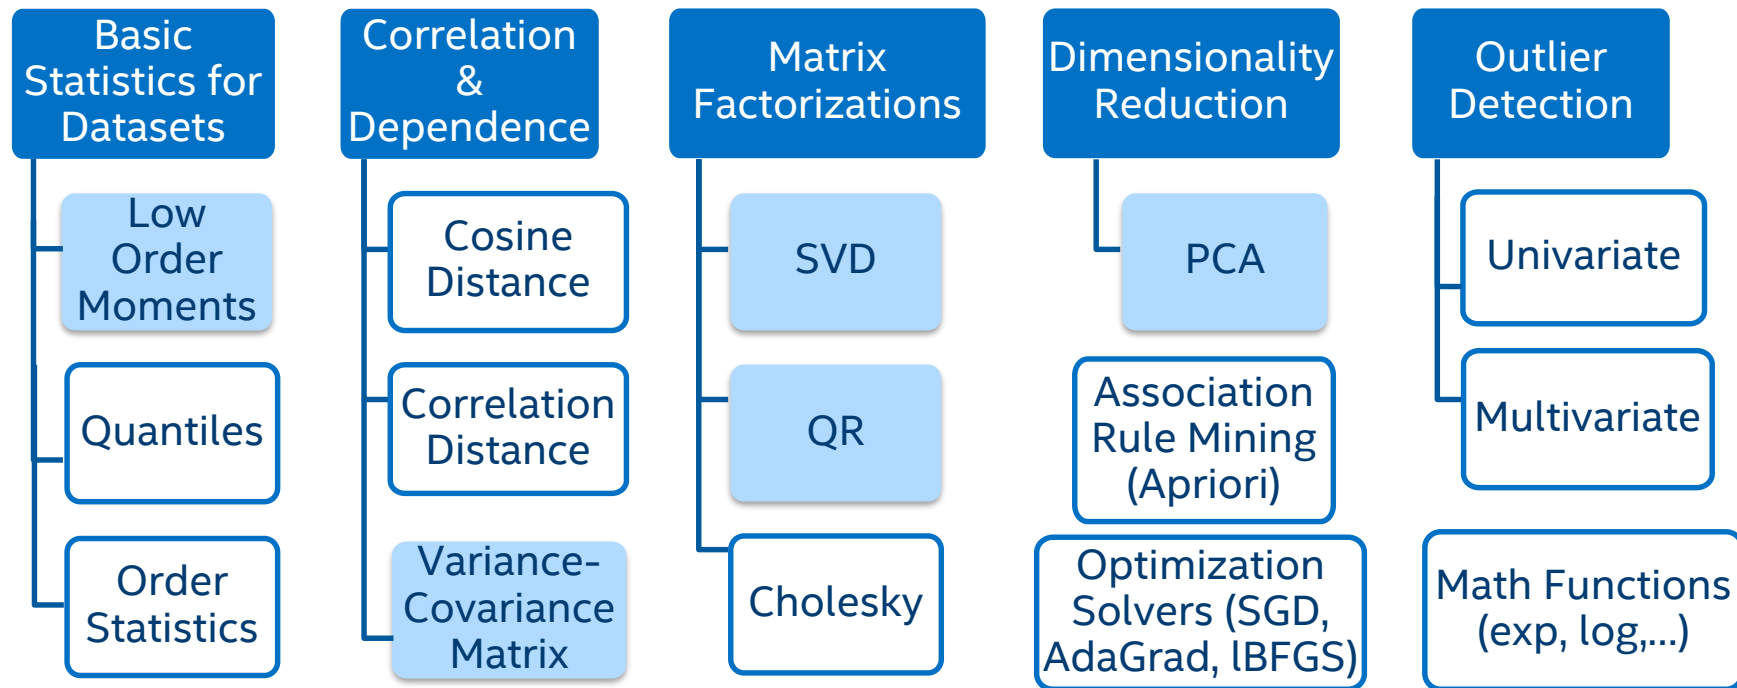 Basic
Statistics for
Datasets
Low
Order
Moments
Quantiles
Order
Statistics
Correlation
&
Dependence
Cosine
Distance
Correlation
Distance
Variance-
Covariance
Matrix
Matrix
Factorizations
SVD
QR
Cholesky
Dimensionality
Reduction
PCA
Association
Rule Mining
(Apriori)
Optimization
Solvers (SGD,
AdaGrad, lBFGS)
Outlier
Detection
Univariate
Multivariate
Math Functions
(exp, log,...)